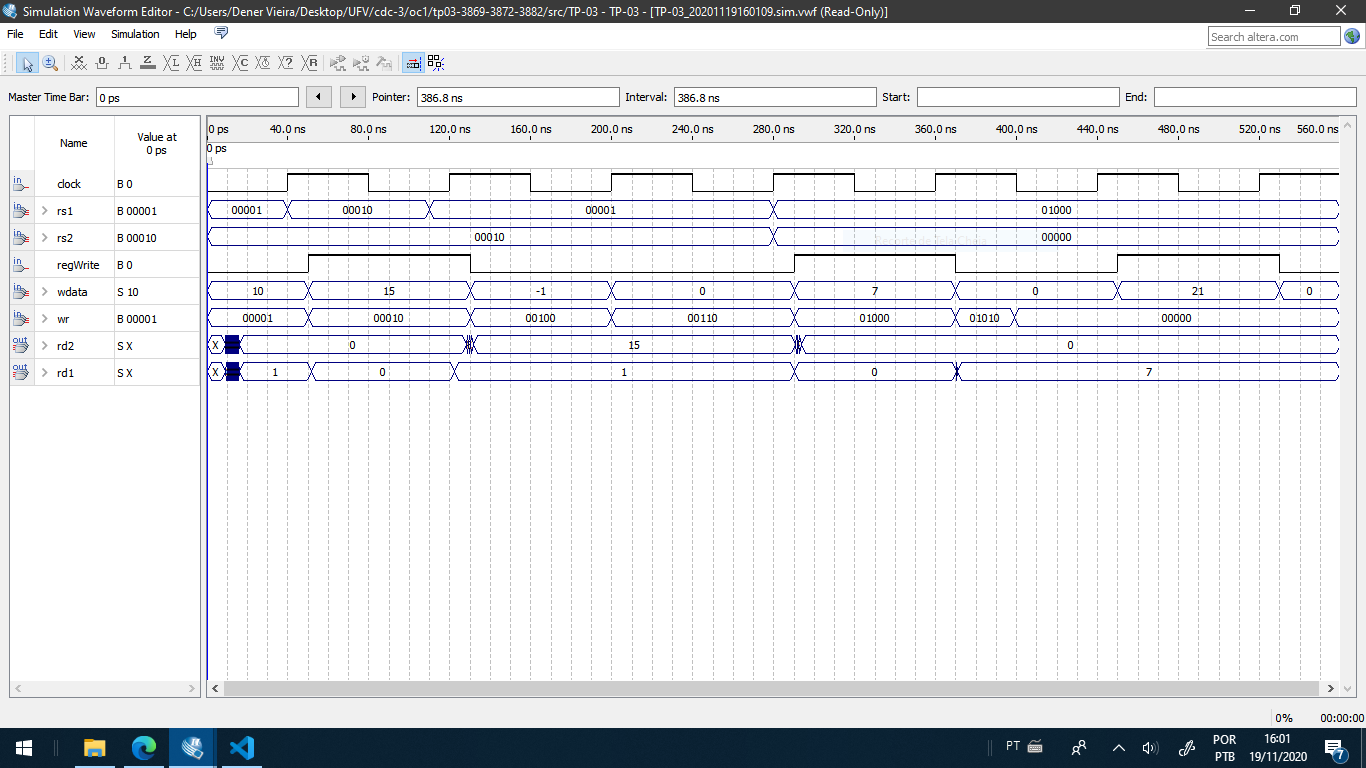 Simulation Waveform Editor - C:/Users/Dener Vieira/Desktop/UFV/cdc-3/oc1/tp03-3869-3872-3882/src/TP-03 - TP-03 - [TP-03_20201119160109.sim.vwf (Read-Only)]
File Edit View Simulation Help
Search altera.com
Master Time Bar: 0 ps Pointer: 386.8 ns Interval: 386.8 ns Start: End:
Name Value at 0 ps
0 ps 40.0 ns 80.0 ns 120.0 ns 160.0 ns 200.0 ns 240.0 ns 280.0 ns 320.0 ns 360.0 ns 400.0 ns 440.0 ns 480.0 ns 520.0 ns 560.0 ns
0 ps
clock B 0
rs1 B 00001 00001 00010 00001 01000
rs2 B 00010 00010 00000
regWrite B 0
wdata S 10 10 15 -1 0 7 0 21 0
wr B 00001 00001 00010 00100 00110 01000 01010 00000
rd2 S X X 0 15 0
rd1 S X X 1 0 1 0 7
0% 00:00:00
PT POR 16:01
PTB 19/11/2020 7